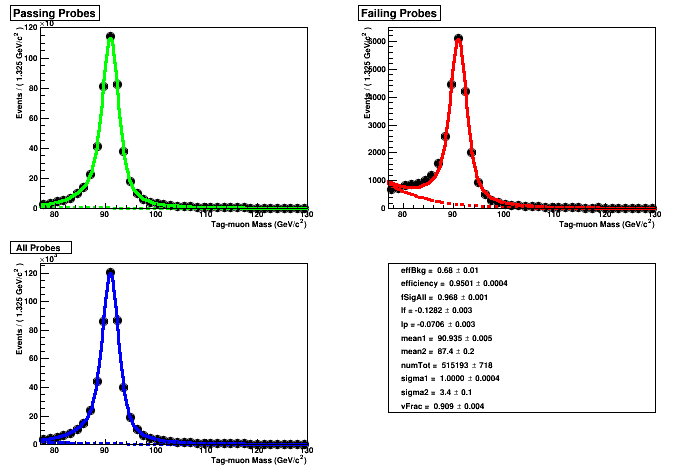 Passing Probes
×10³
Events / ( 1.325 GeV/c² )
120
100
80
60
40
20
0
80 90 100 110 120 130
Tag-muon Mass (GeV/c²)
Failing Probes
Events / ( 1.325 GeV/c² )
6000
5000
4000
3000
2000
1000
0
80 90 100 110 120 130
Tag-muon Mass (GeV/c²)
All Probes
×10³
Events / ( 1.325 GeV/c² )
120
100
80
60
40
20
0
80 90 100 110 120 130
Tag-muon Mass (GeV/c²)
effBkg = 0.68 ± 0.01
efficiency = 0.9501 ± 0.0004
fSigAll = 0.968 ± 0.001
lf = -0.1282 ± 0.003
lp = -0.0706 ± 0.003
mean1 = 90.935 ± 0.005
mean2 = 87.4 ± 0.2
numTot = 515193 ± 718
sigma1 = 1.0000 ± 0.0004
sigma2 = 3.4 ± 0.1
vFrac = 0.909 ± 0.004